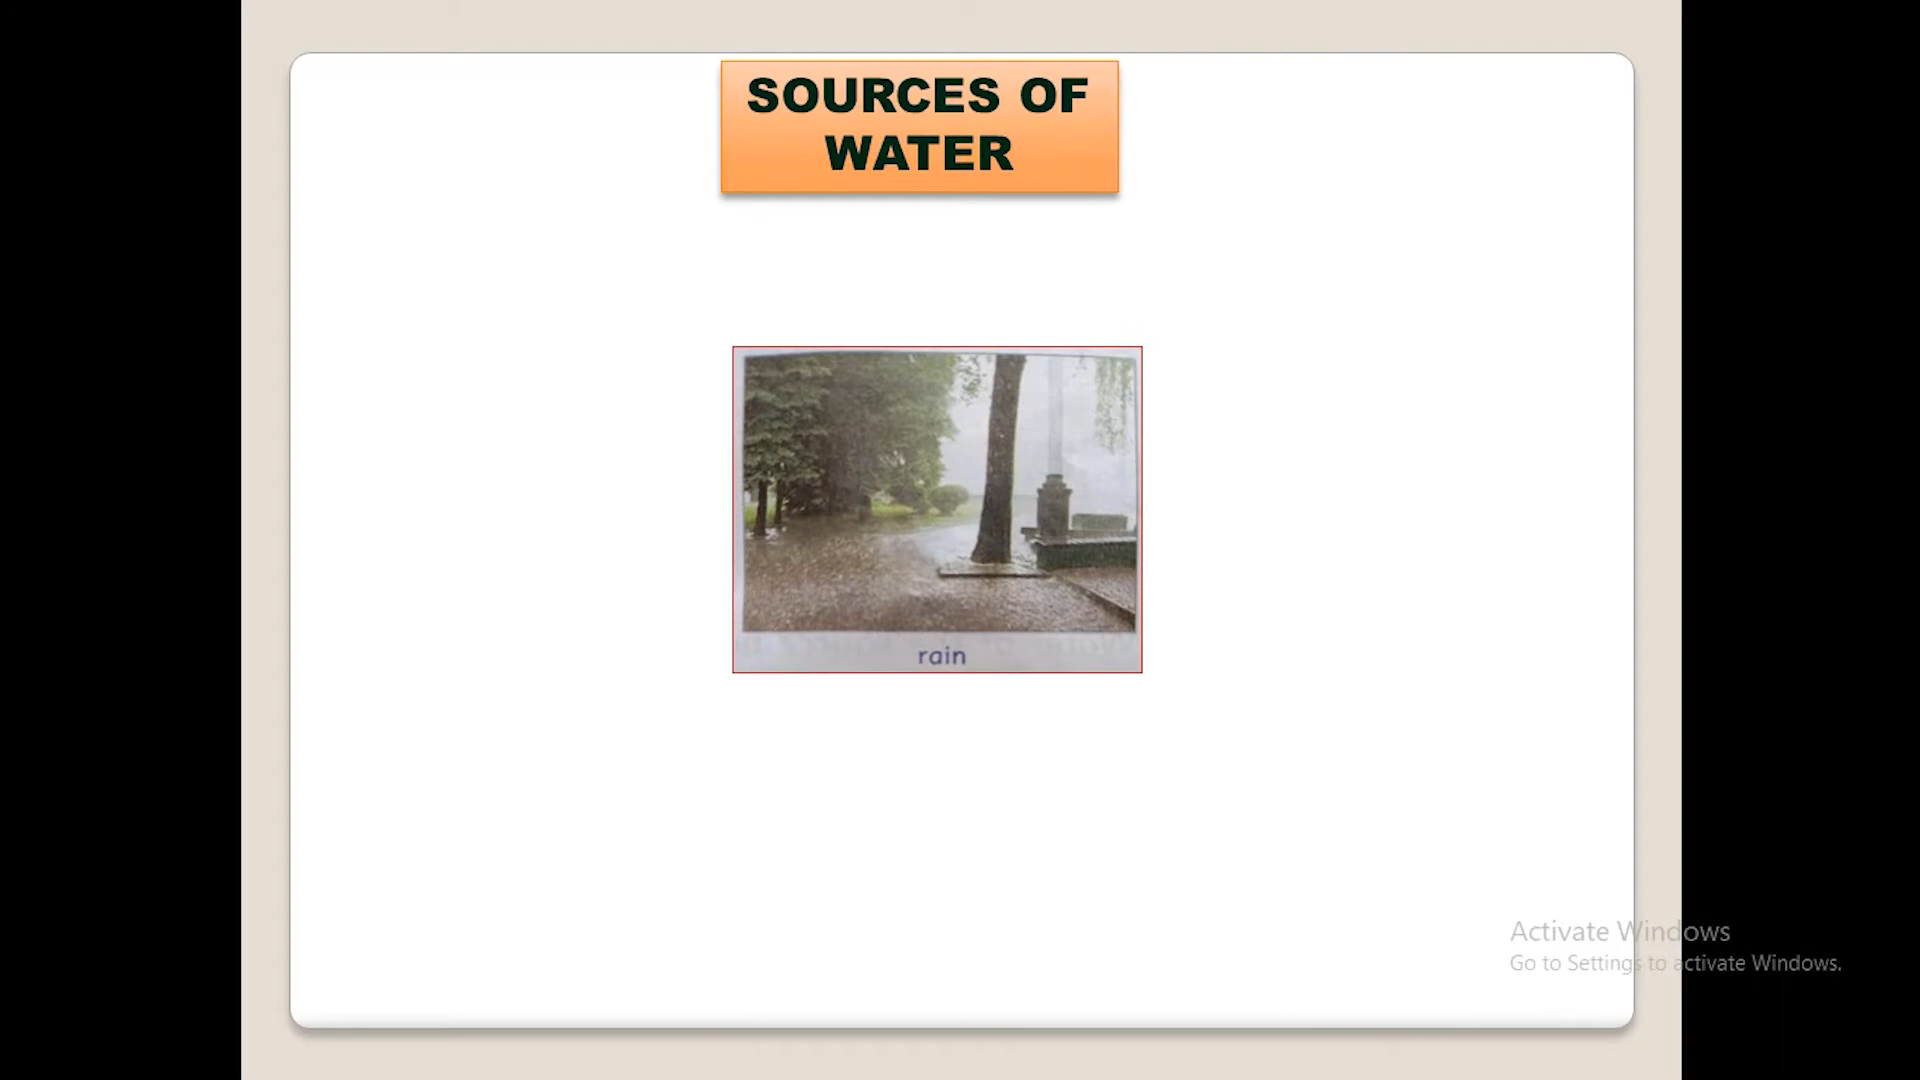 SOURCES OF
WATER
rain
Activate Windows
Go to Settings to activate Windows.